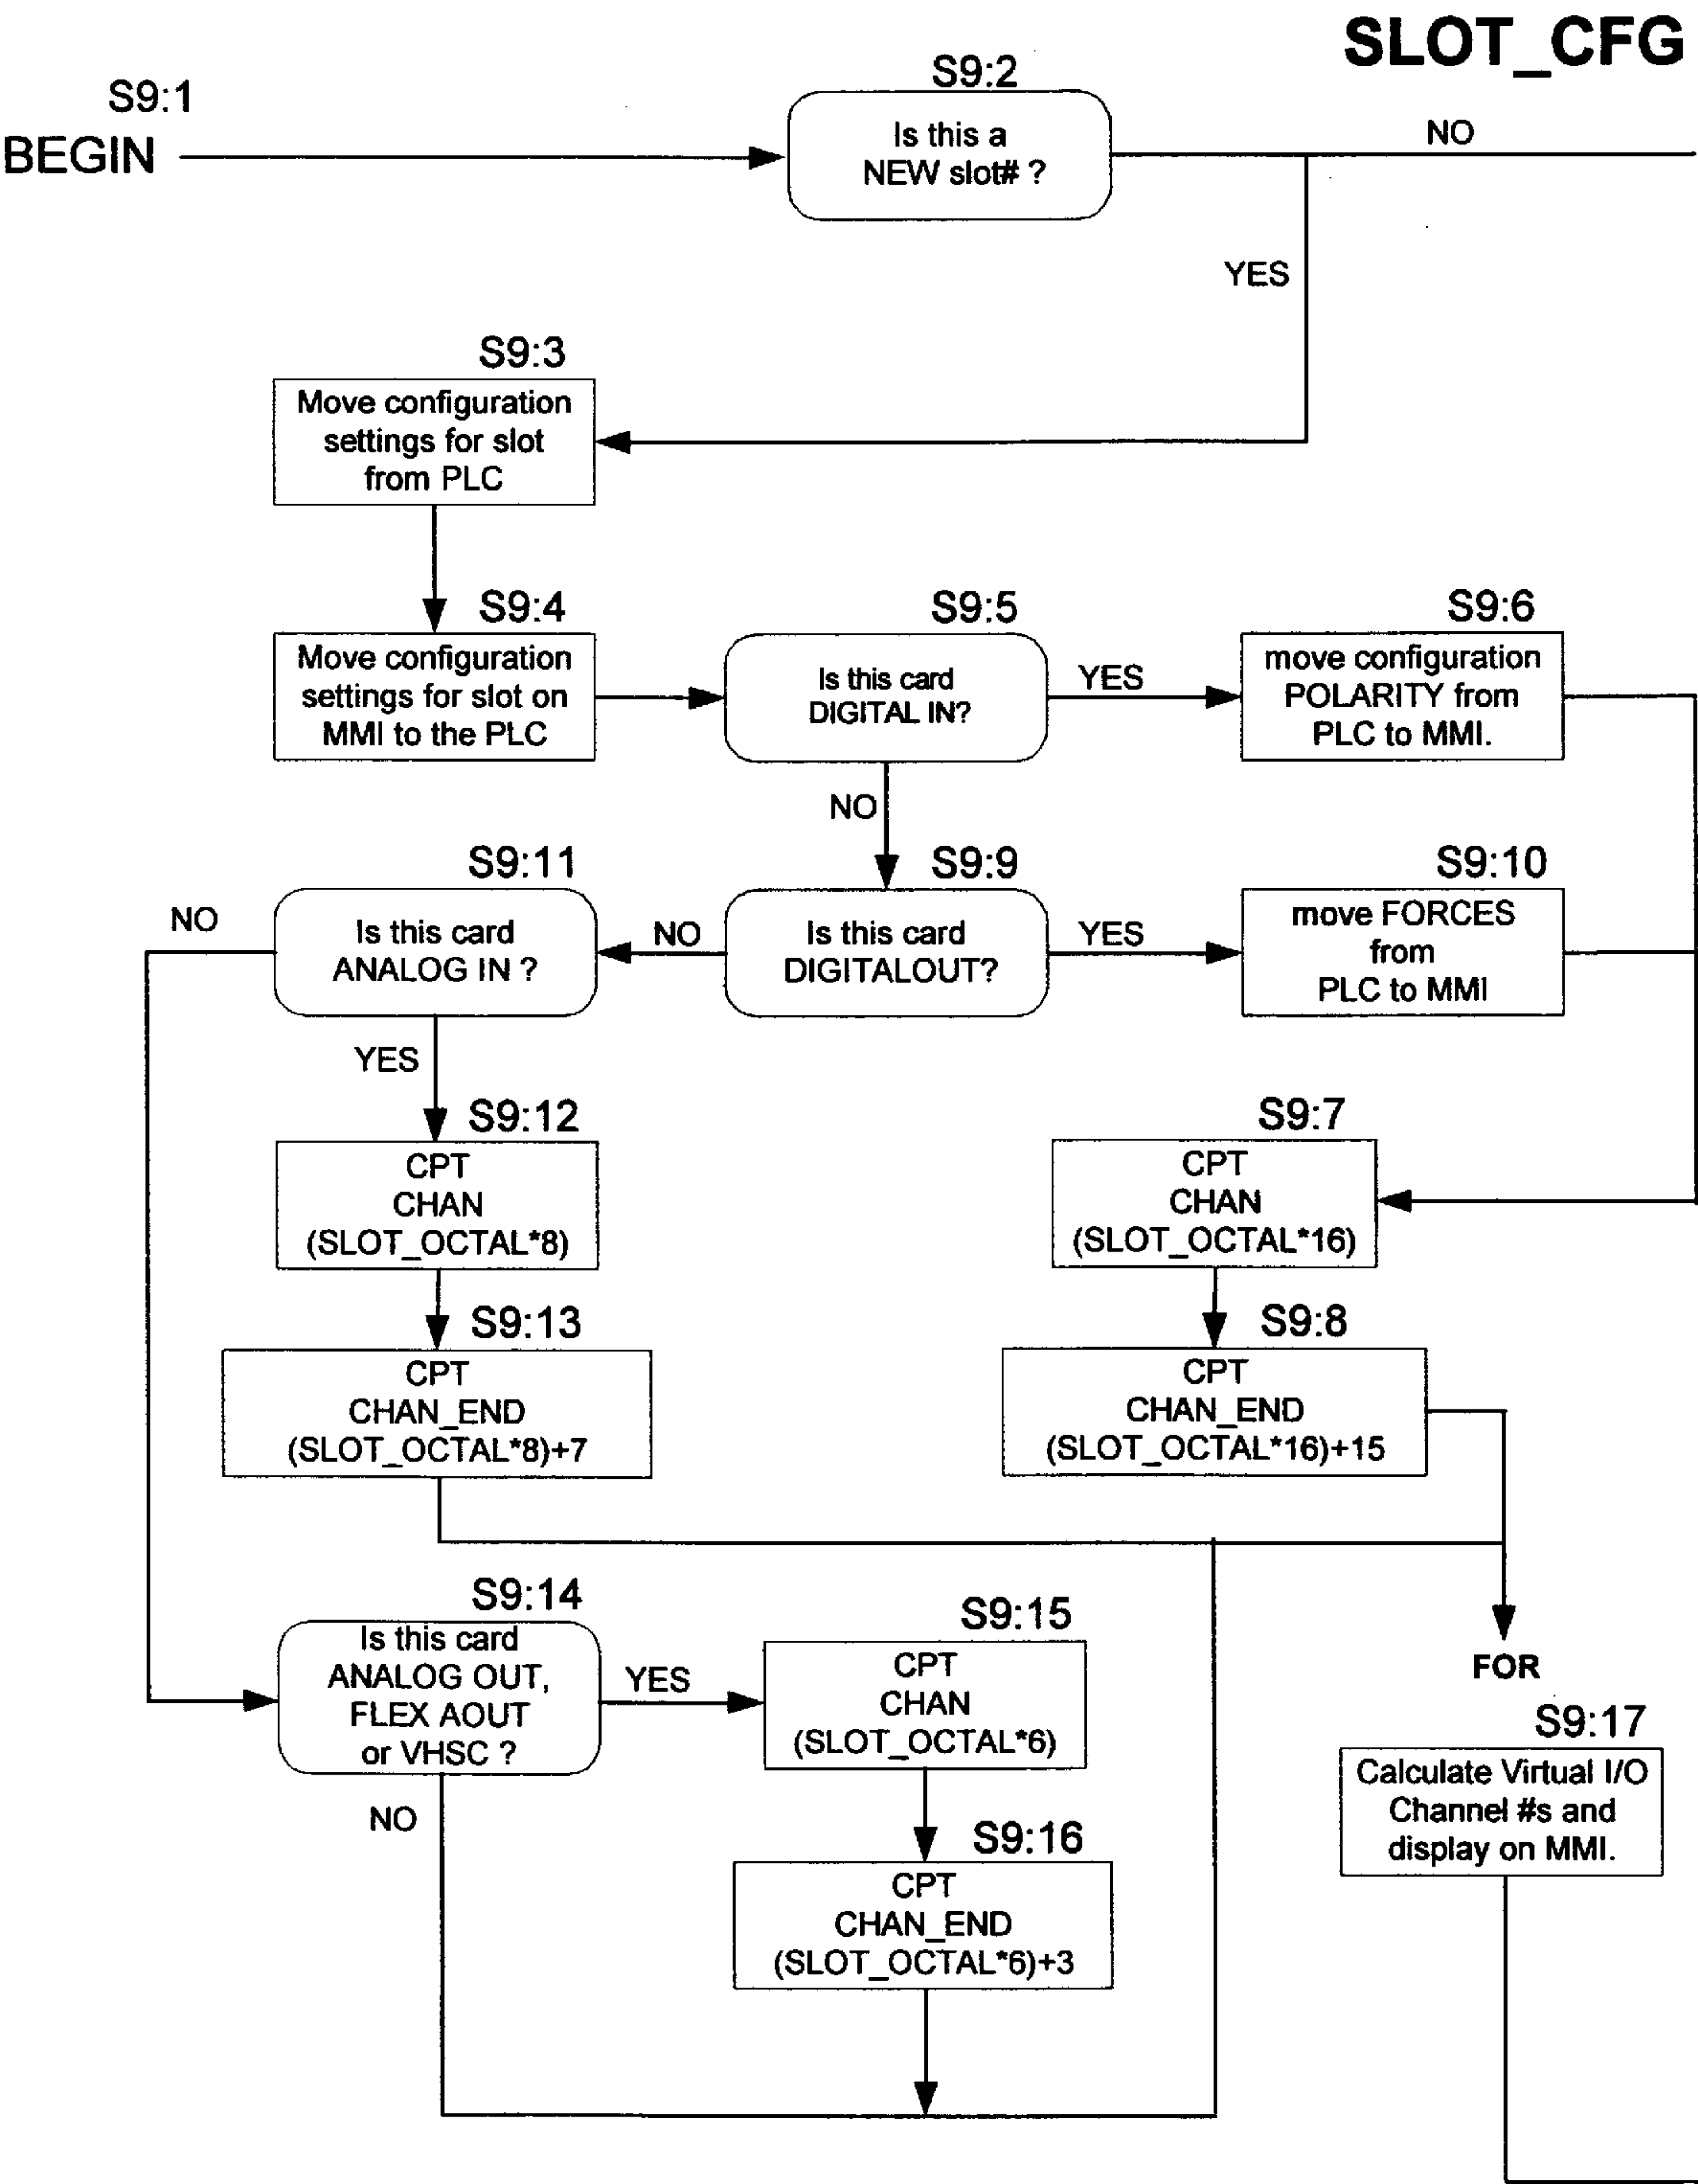 SLOT_CFG
S9:1
BEGIN
S9:2
Is this a
NEW slot# ?
NO
YES
S9:3
Move configuration
settings for slot
from PLC
S9:4
Move configuration
settings for slot on
MMI to the PLC
S9:5
Is this card
DIGITAL IN?
YES
NO
S9:6
move configuration
POLARITY from
PLC to MMI.
S9:9
Is this card
DIGITALOUT?
YES
NO
S9:10
move FORCES
from
PLC to MMI
S9:11
Is this card
ANALOG IN ?
NO
YES
S9:12
CPT
CHAN
(SLOT_OCTAL*8)
S9:13
CPT
CHAN_END
(SLOT_OCTAL*8)+7
S9:7
CPT
CHAN
(SLOT_OCTAL*16)
S9:8
CPT
CHAN_END
(SLOT_OCTAL*16)+15
S9:14
Is this card
ANALOG OUT,
FLEX AOUT
or VHSC ?
YES
NO
S9:15
CPT
CHAN
(SLOT_OCTAL*6)
S9:16
CPT
CHAN_END
(SLOT_OCTAL*6)+3
FOR
S9:17
Calculate Virtual I/O
Channel #s and
display on MMI.